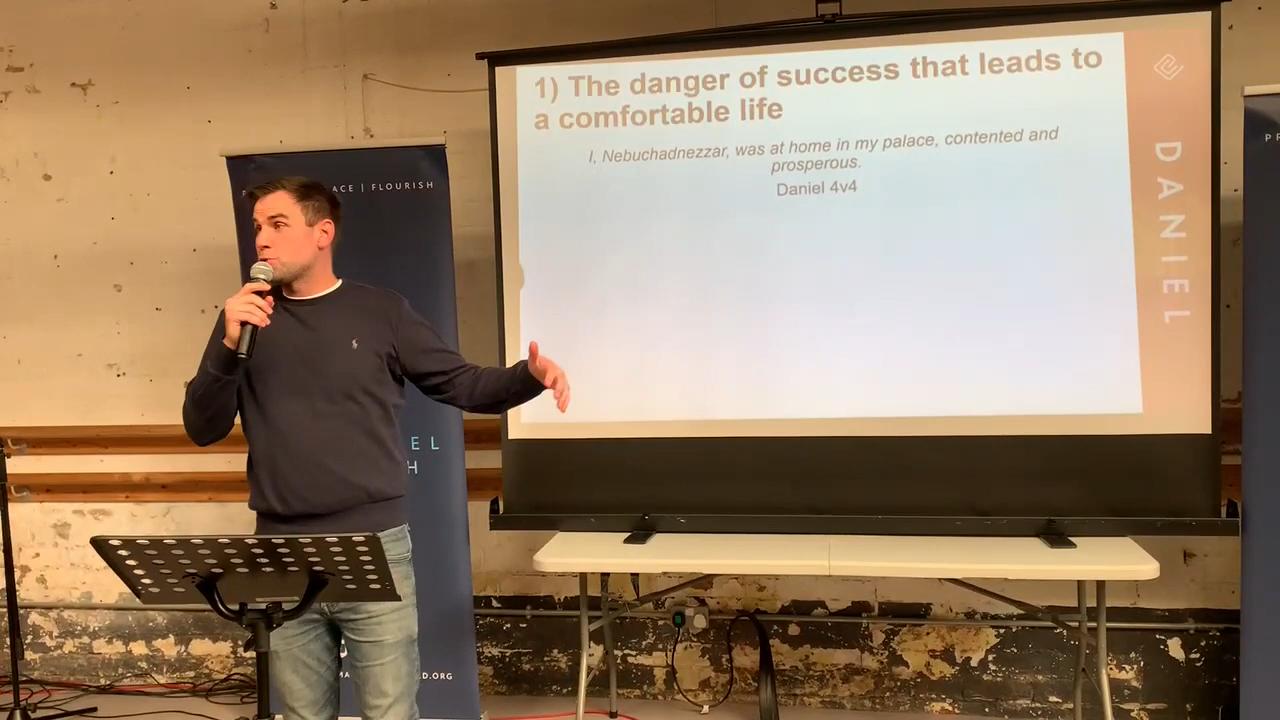 1) The danger of success that leads to
a comfortable life
I, Nebuchadnezzar, was at home in my palace, contented and
prosperous.
Daniel 4v4
DANIEL
FLOURISH